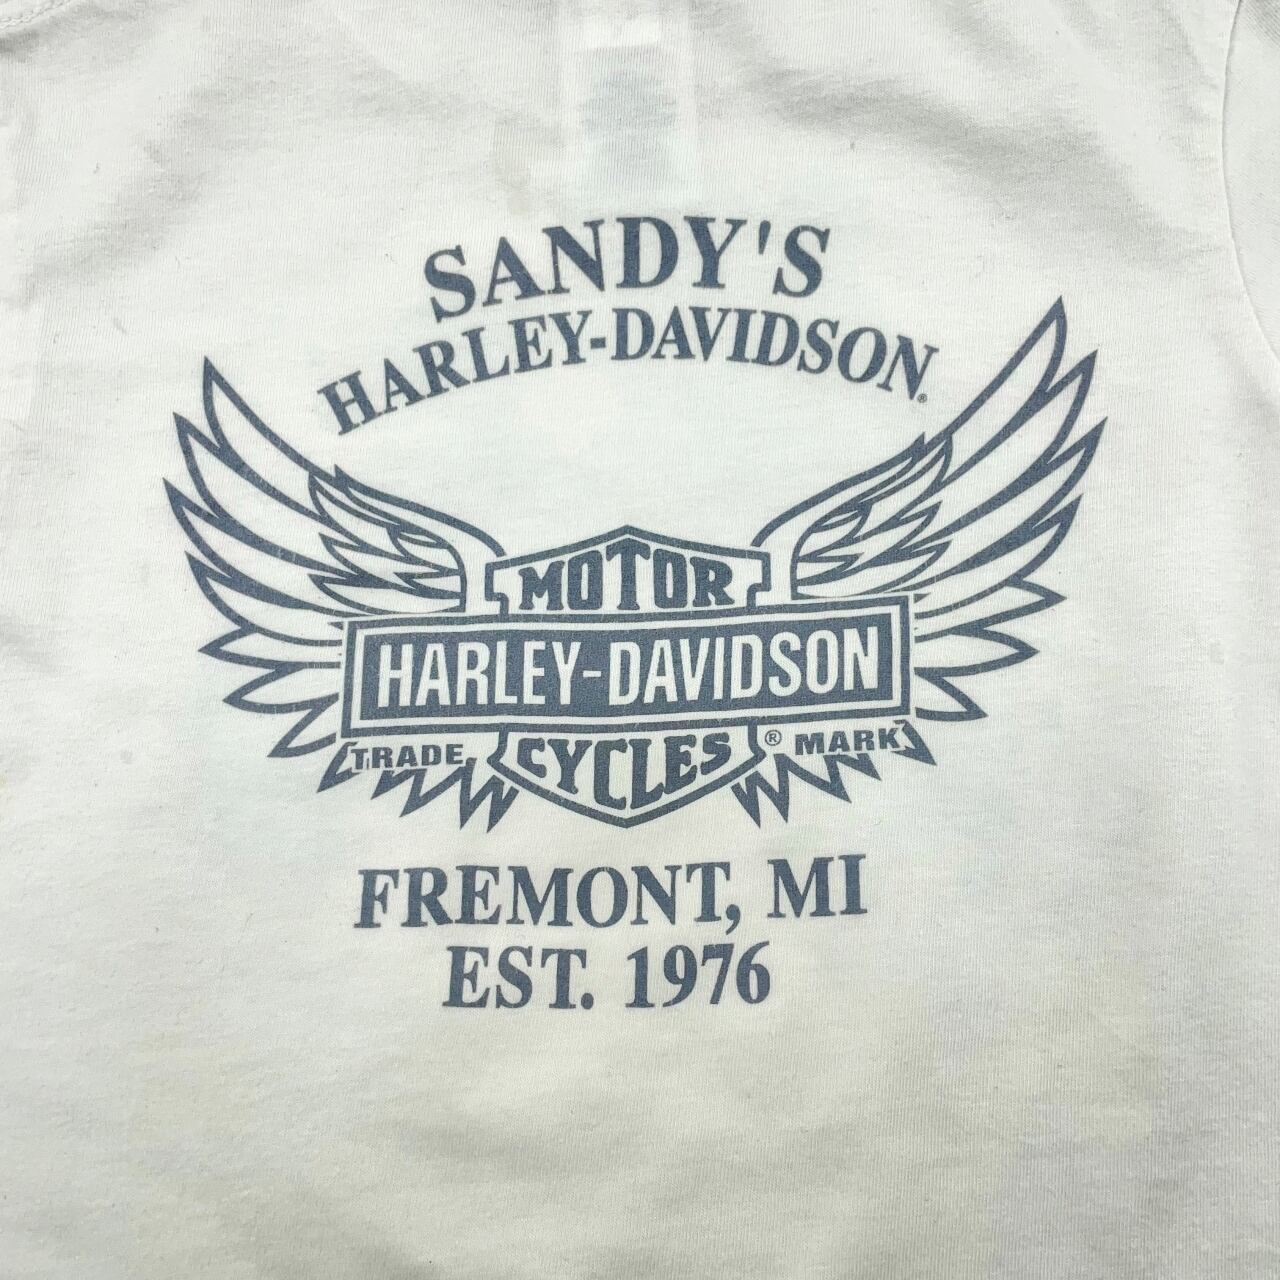 SANDY'S
HARLEY-DAVIDSON®
MOTOR
HARLEY-DAVIDSON
CYCLES
TRADE ® MARK
FREMONT, MI
EST. 1976